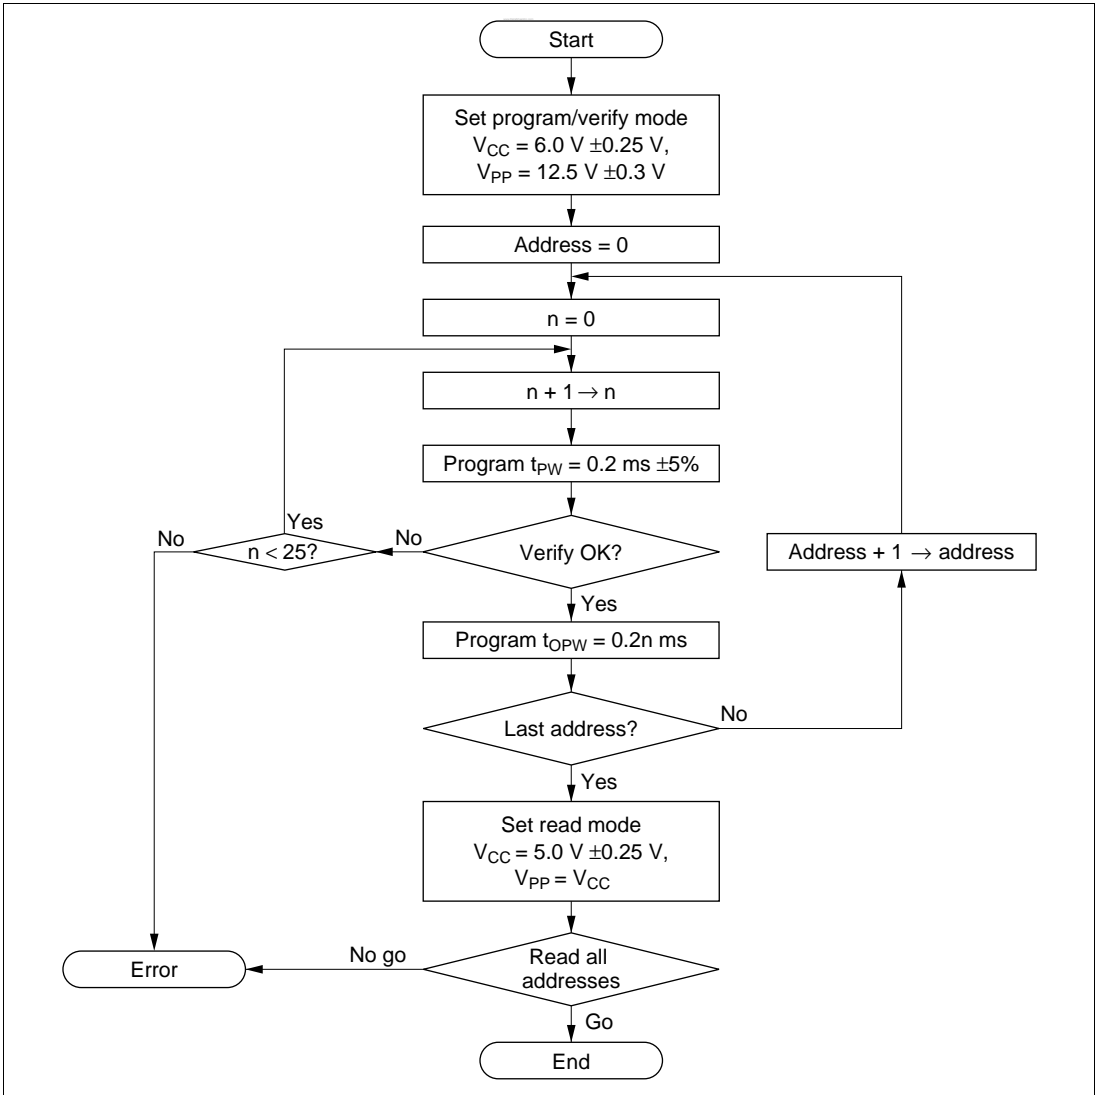 Start
Set program/verify mode
VCC = 6.0 V ±0.25 V,
VPP = 12.5 V ±0.3 V
Address = 0
n = 0
n + 1 → n
Program tPW = 0.2 ms ±5%
Verify OK?
No
n < 25?
Yes
No
Address + 1 → address
Yes
Program tOPW = 0.2n ms
Last address?
No
Yes
Set read mode
VCC = 5.0 V ±0.25 V,
VPP = VCC
Read all
addresses
No go
Error
Go
End